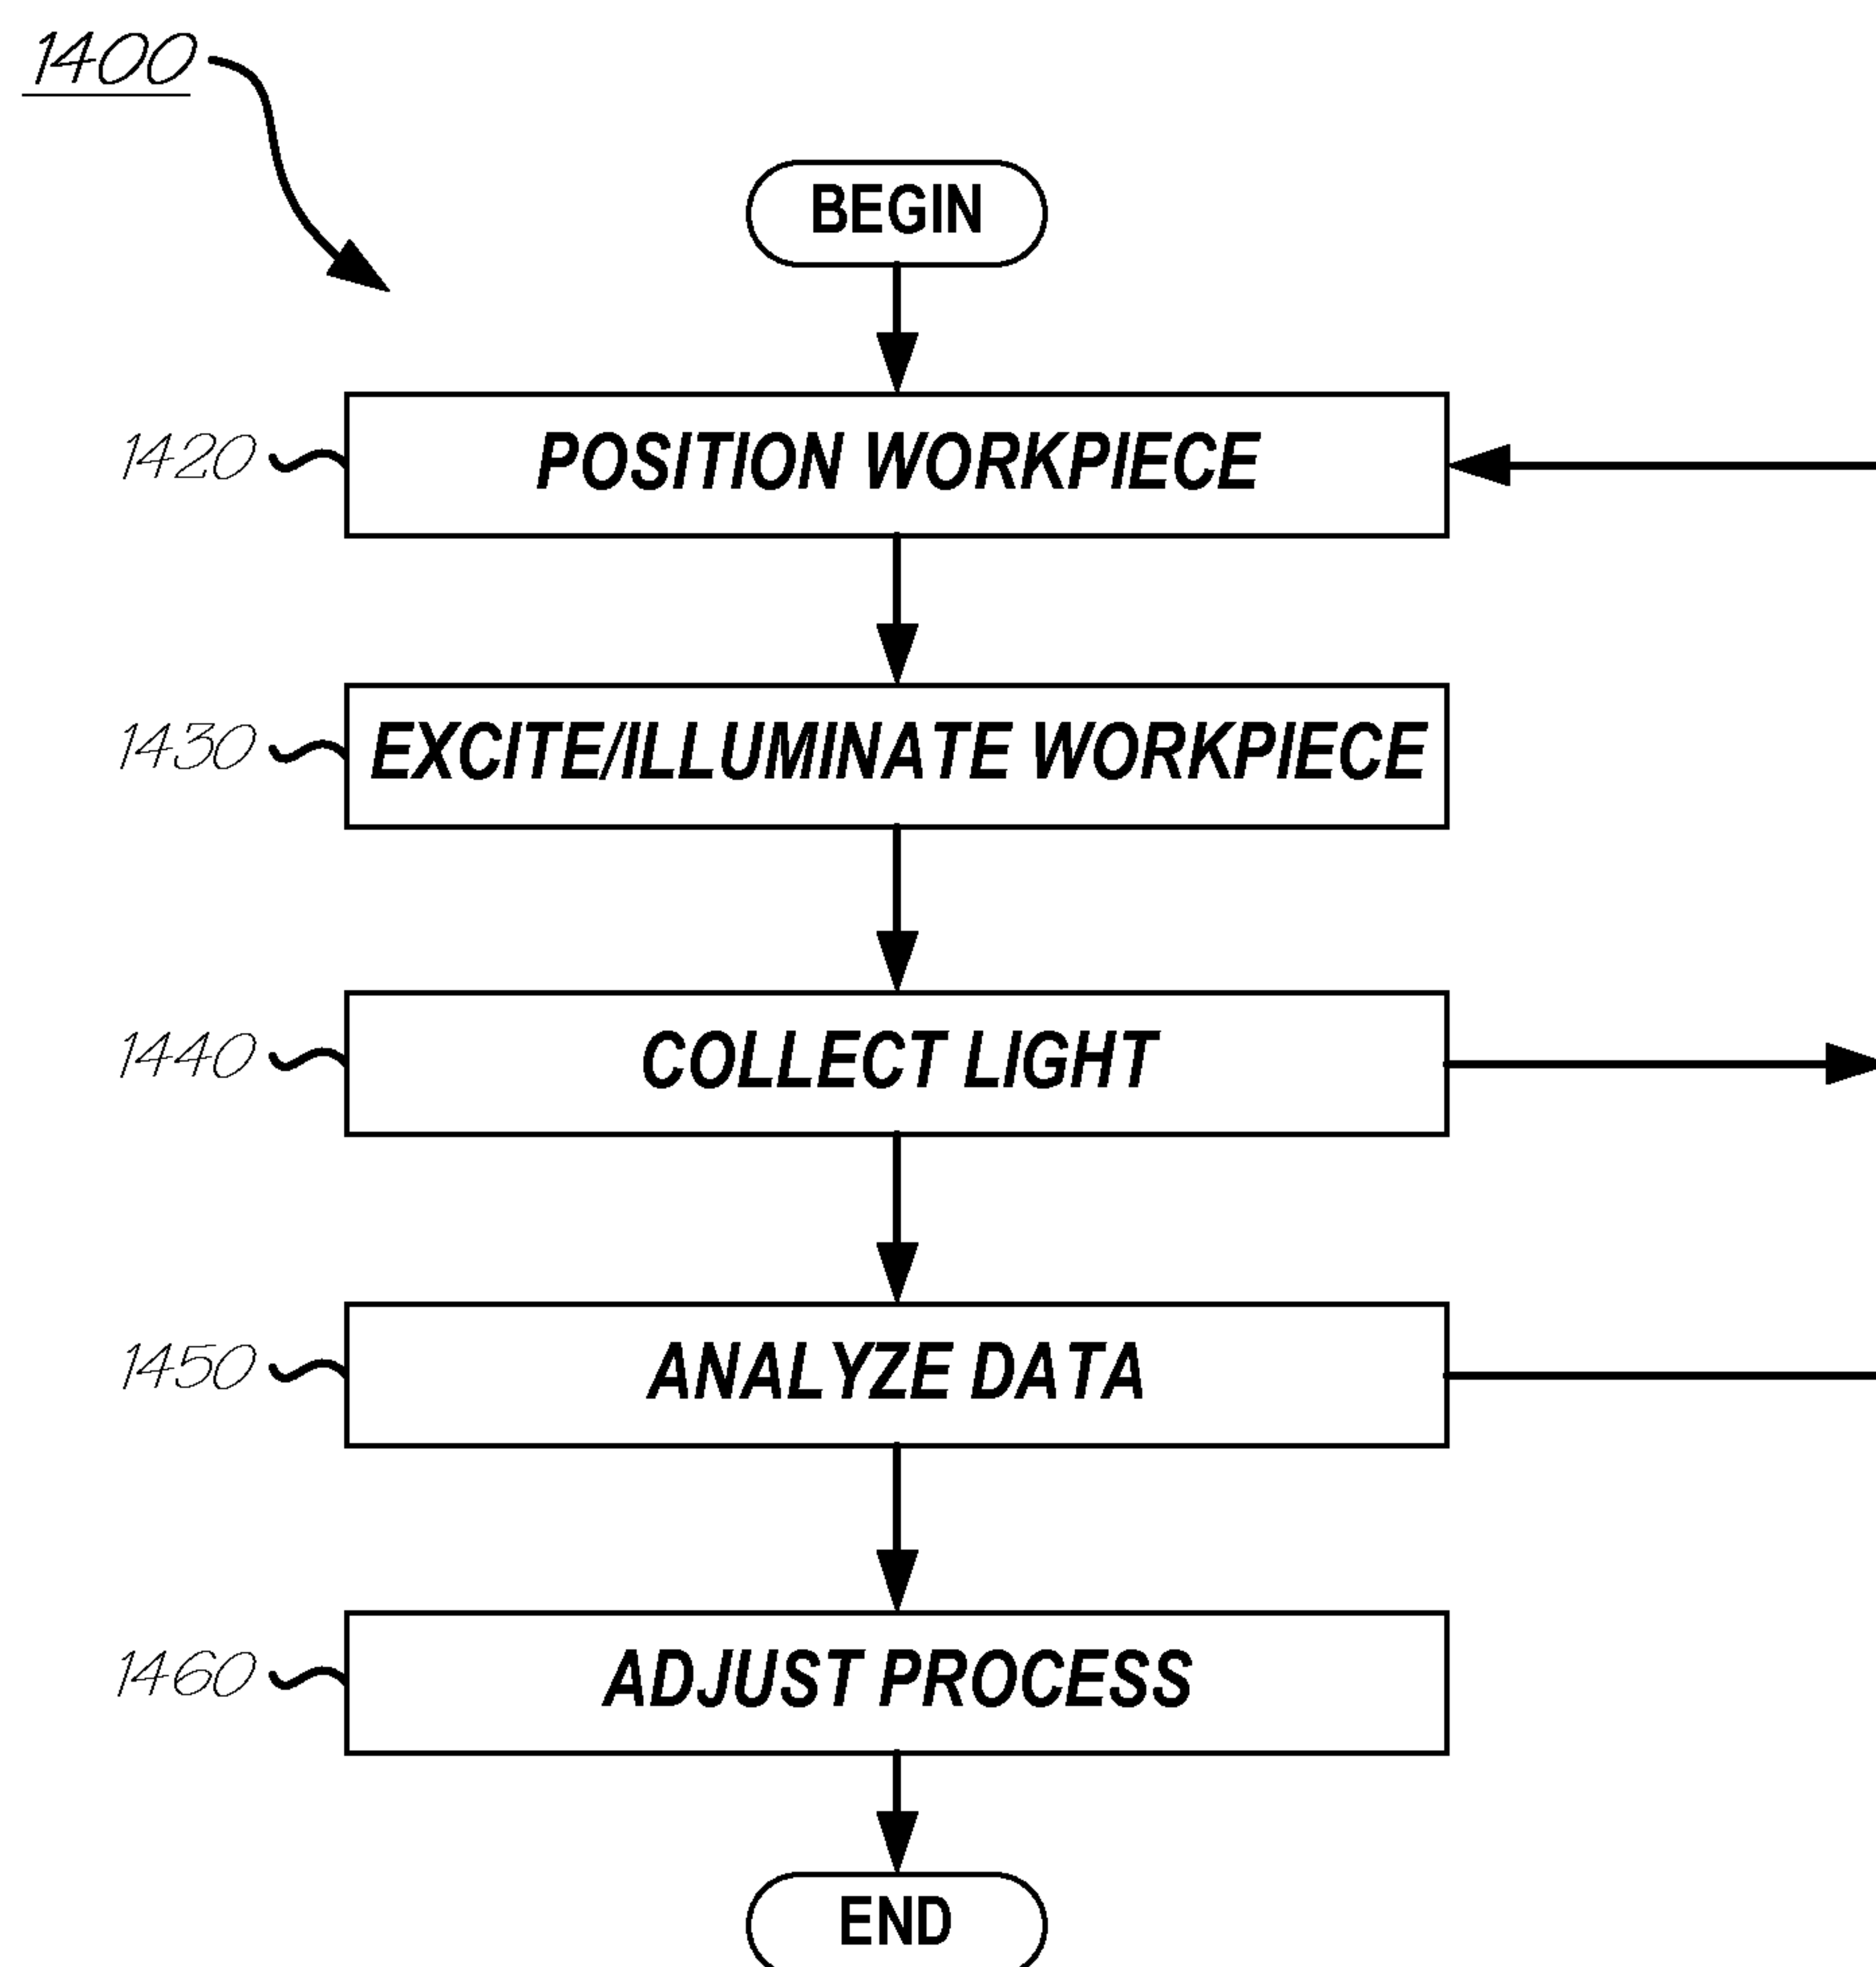 1400
BEGIN
1420
POSITION WORKPIECE
1430
EXCITE/ILLUMINATE WORKPIECE
1440
COLLECT LIGHT
1450
ANALYZE DATA
1460
ADJUST PROCESS
END